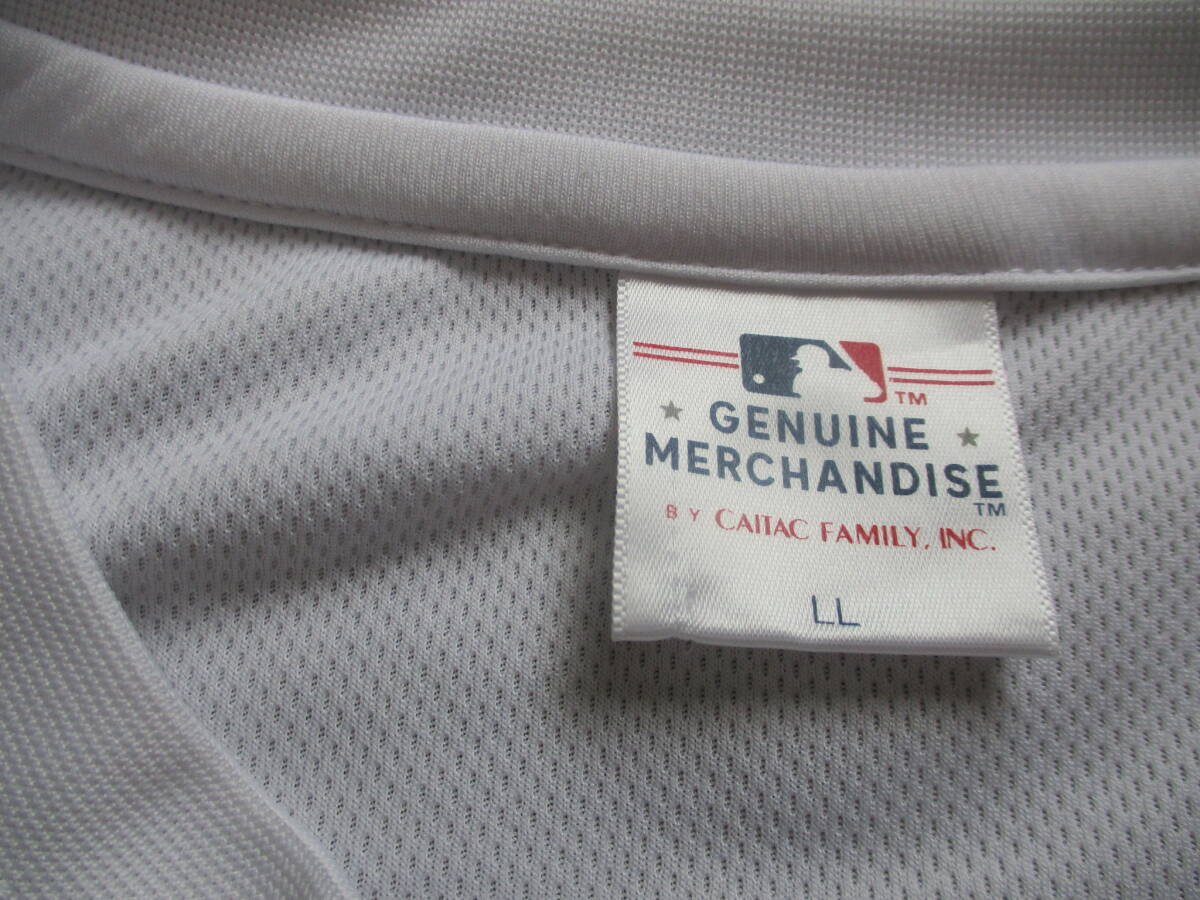 TM
GENUINE
MERCHANDISE
TM
BY CAITAC FAMILY, INC.
LL